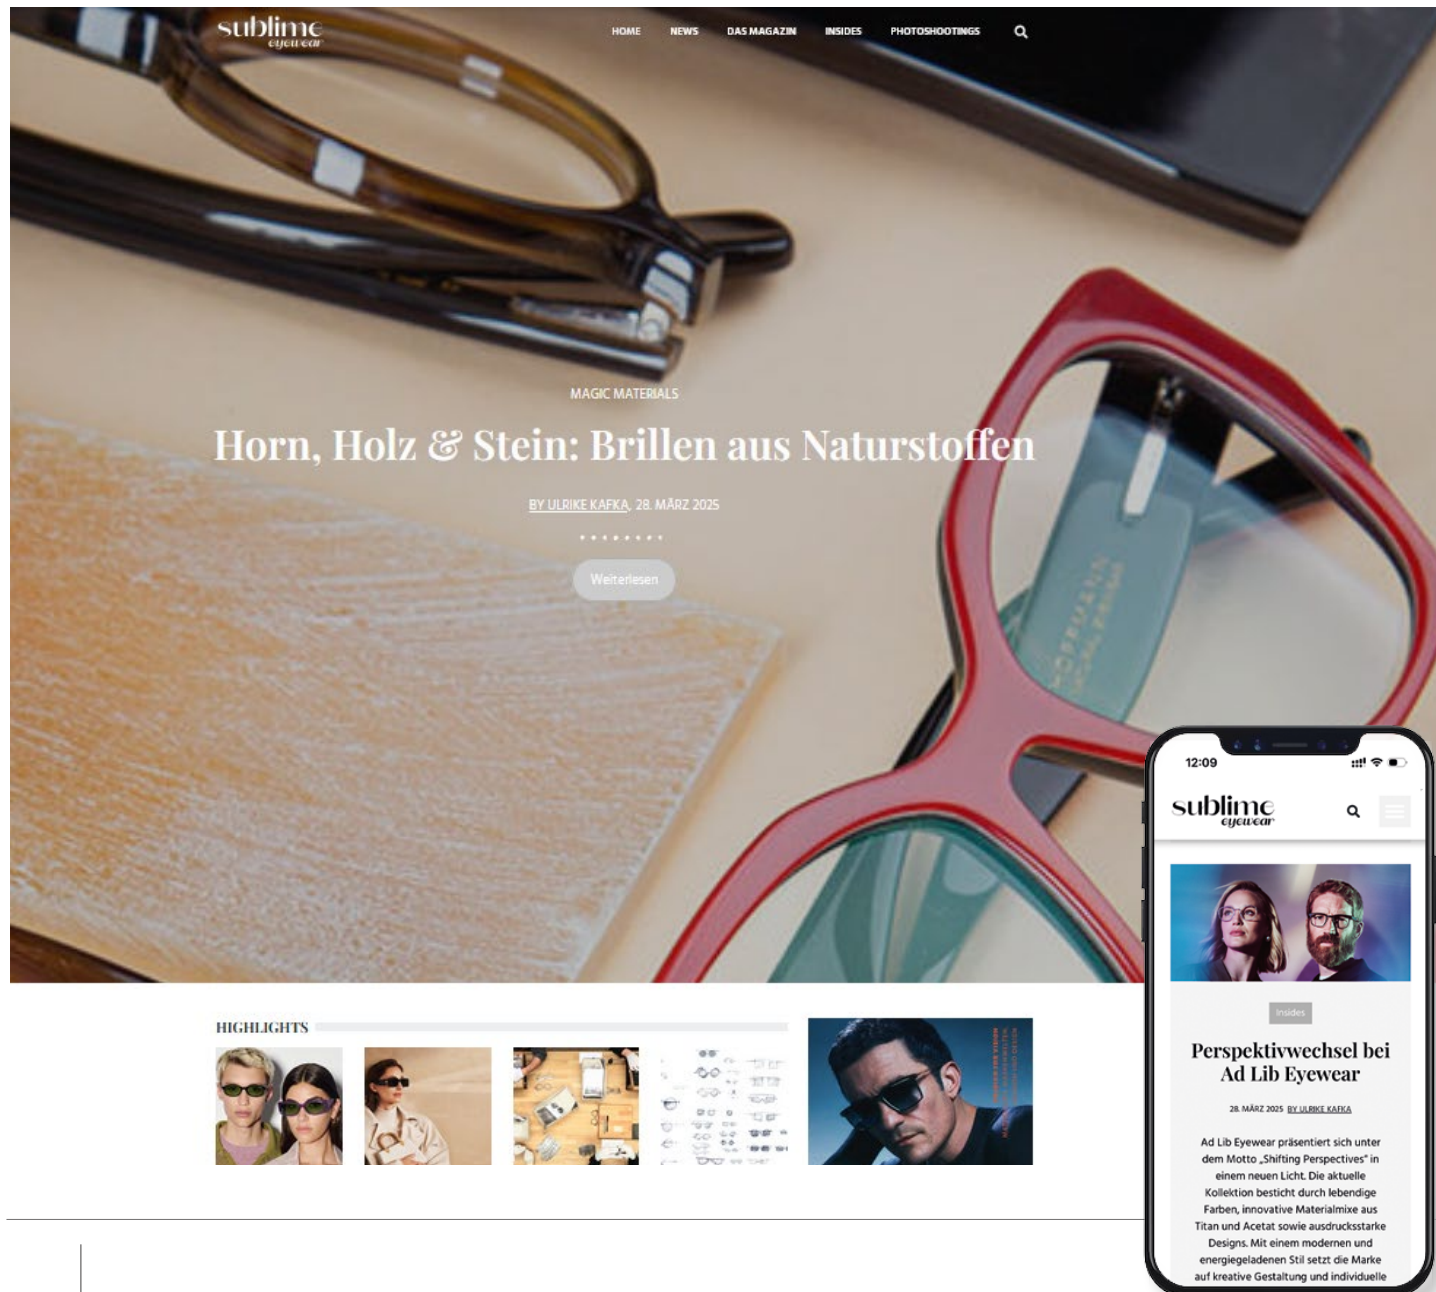 sublime
eyewear
HOME NEWS DAS MAGAZIN INSIDES PHOTOSHOOTINGS
MAGIC MATERIALS
Horn, Holz & Stein: Brillen aus Naturstoffen
BY ULRIKE KAFKA, 28. MÄRZ 2025
Weiterlesen
HIGHLIGHTS
12:09
sublime
eyewear
Insides
Perspektivwechsel bei
Ad Lib Eyewear
28. MÄRZ 2025 BY ULRIKE KAFKA
Ad Lib Eyewear präsentiert sich unter
dem Motto „Shifting Perspectives“ in
einem neuen Licht. Die aktuelle
Kollektion besticht durch lebendige
Farben, innovative Materialmixe aus
Titan und Acetat sowie ausdrucksstarke
Designs. Mit einem modernen und
energiegeladenen Stil setzt die Marke
auf kreative Gestaltung und individuelle